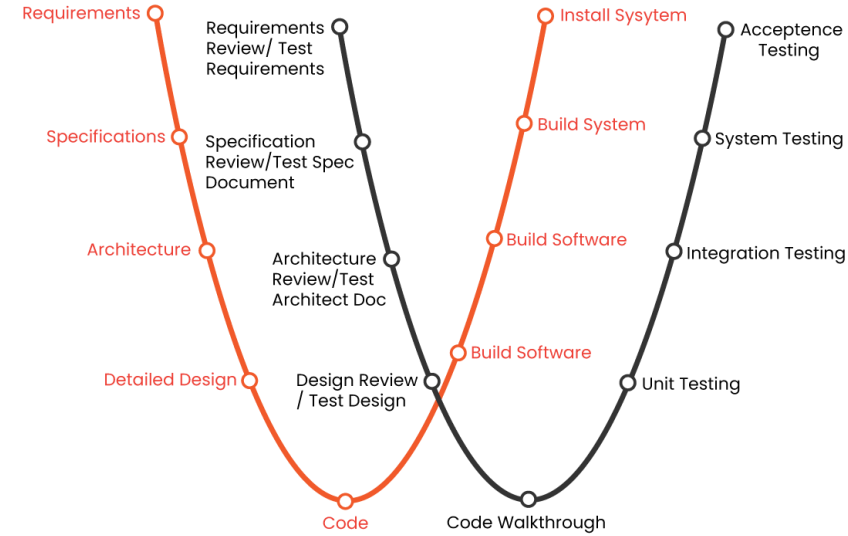 Requirements
Requirements
Review/ Test
Requirements
Install Sysytem
Acceptence
Testing
Specifications
Specification
Review/Test Spec
Document
Build System
System Testing
Architecture
Architecture
Review/Test
Architect Doc
Build Software
Integration Testing
Detailed Design
Design Review
/ Test Design
Build Software
Unit Testing
Code
Code Walkthrough